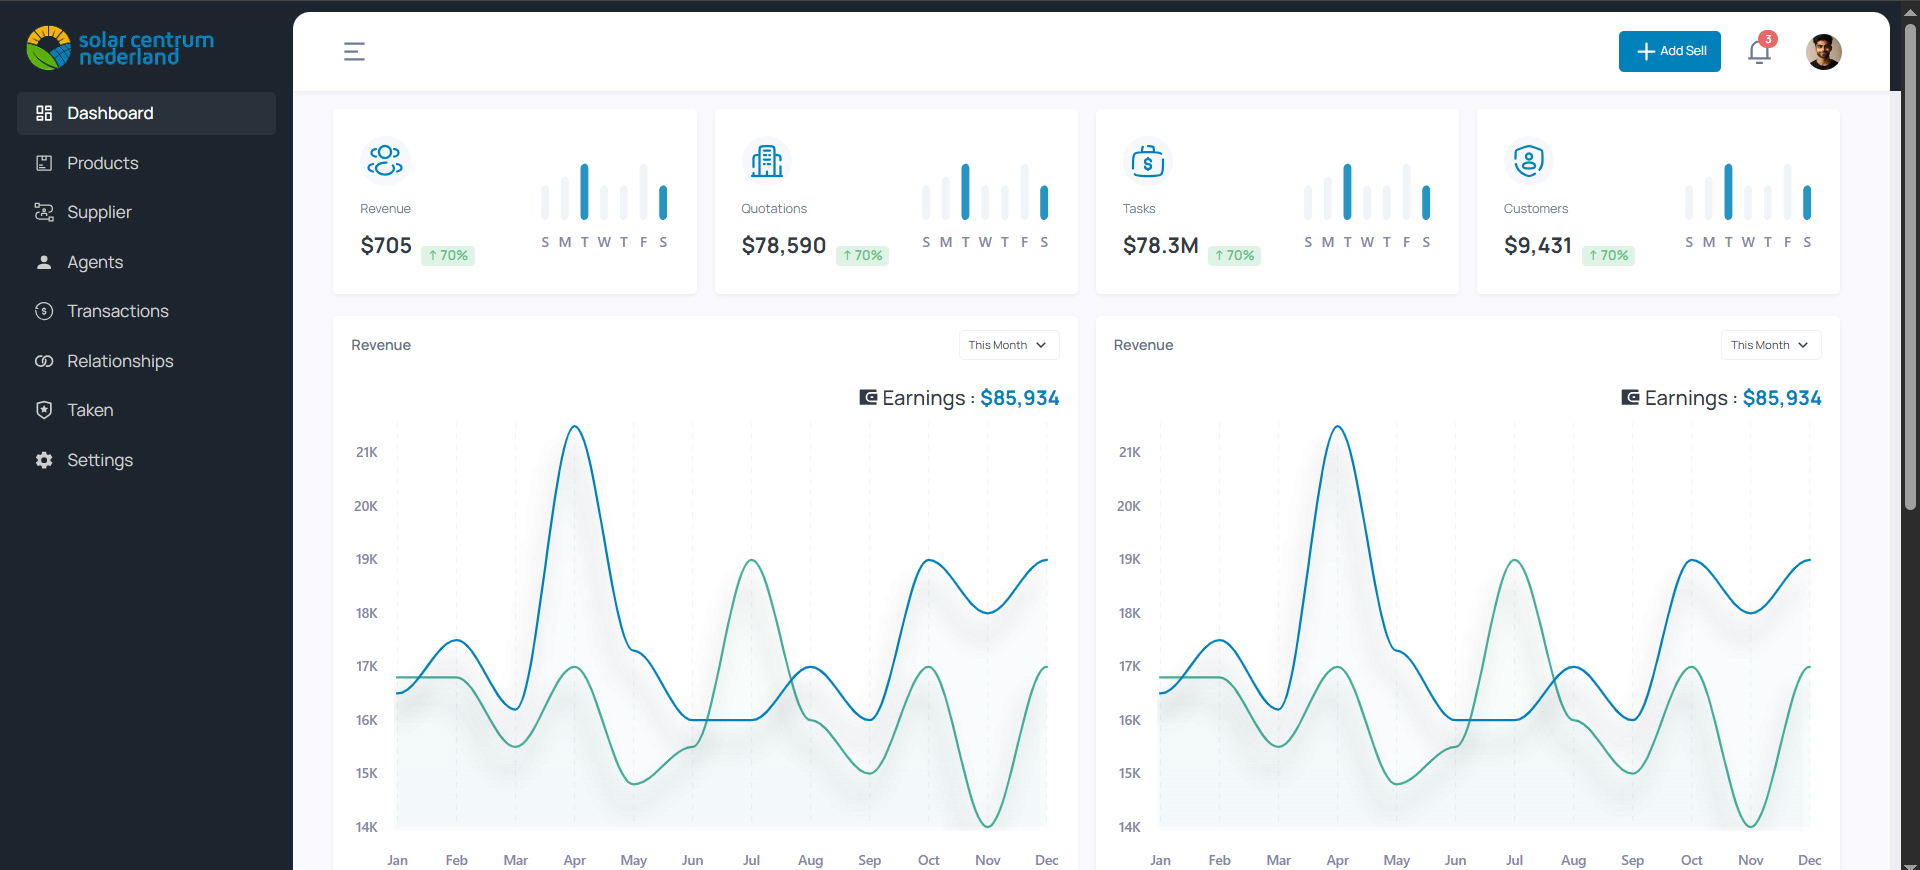 solar centrum
nederland
Dashboard
Products
Supplier
Agents
Transactions
Relationships
Taken
Settings
Add Sell
3
Revenue
$705
↑ 70%
S M T W T F S
Quotations
$78,590
↑ 70%
S M T W T F S
Tasks
$78.3M
↑ 70%
S M T W T F S
Customers
$9,431
↑ 70%
S M T W T F S
Revenue
This Month
Earnings : $85,934
21K
20K
19K
18K
17K
16K
15K
14K
Jan Feb Mar Apr May Jun Jul Aug Sep Oct Nov Dec
Revenue
This Month
Earnings : $85,934
21K
20K
19K
18K
17K
16K
15K
14K
Jan Feb Mar Apr May Jun Jul Aug Sep Oct Nov Dec